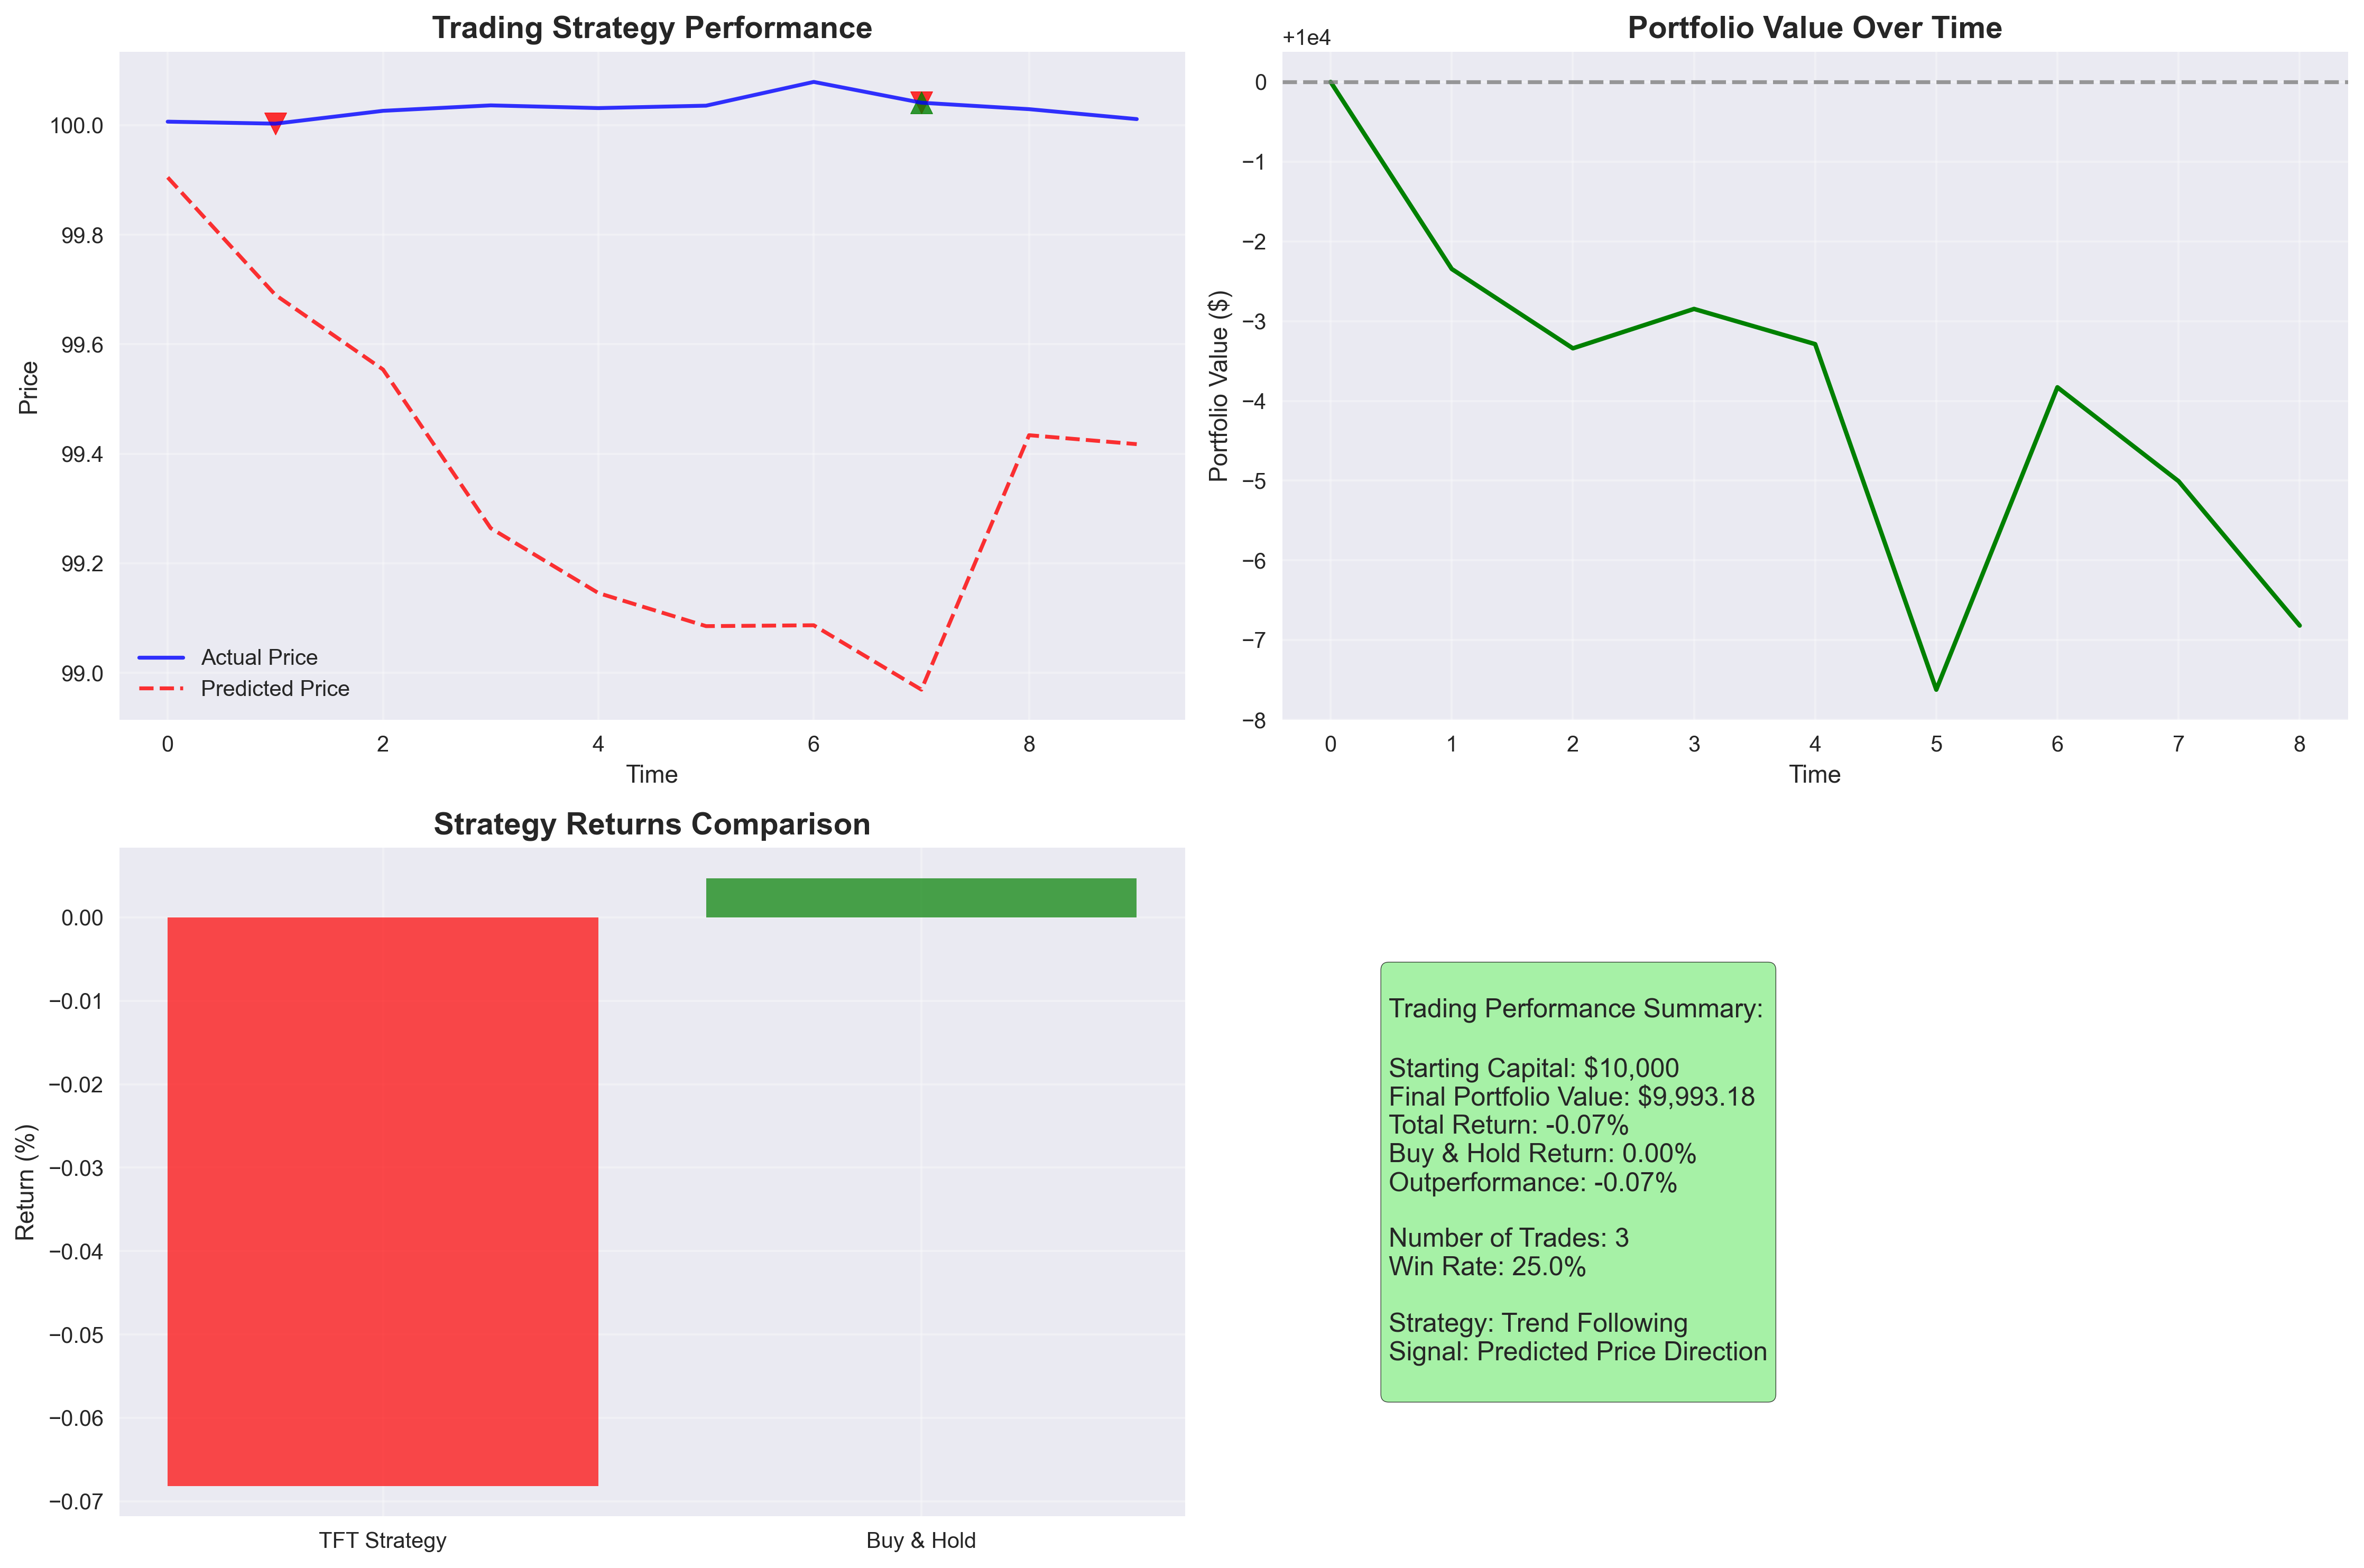 Trading Strategy Performance
100.0
99.8
99.6
99.4
99.2
99.0
Price
Actual Price
Predicted Price
0
2
4
6
8
Time
Portfolio Value Over Time
+1e4
0
−1
−2
−3
−4
−5
−6
−7
−8
Portfolio Value ($)
0
1
2
3
4
5
6
7
8
Time
Strategy Returns Comparison
0.00
−0.01
−0.02
−0.03
−0.04
−0.05
−0.06
−0.07
Return (%)
TFT Strategy
Buy & Hold
Trading Performance Summary:
Starting Capital: $10,000
Final Portfolio Value: $9,993.18
Total Return: -0.07%
Buy & Hold Return: 0.00%
Outperformance: -0.07%
Number of Trades: 3
Win Rate: 25.0%
Strategy: Trend Following
Signal: Predicted Price Direction